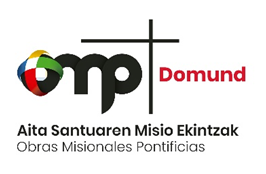 omp Domund
Aita Santuaren Misio Ekintzak
Obras Misionales Pontificias